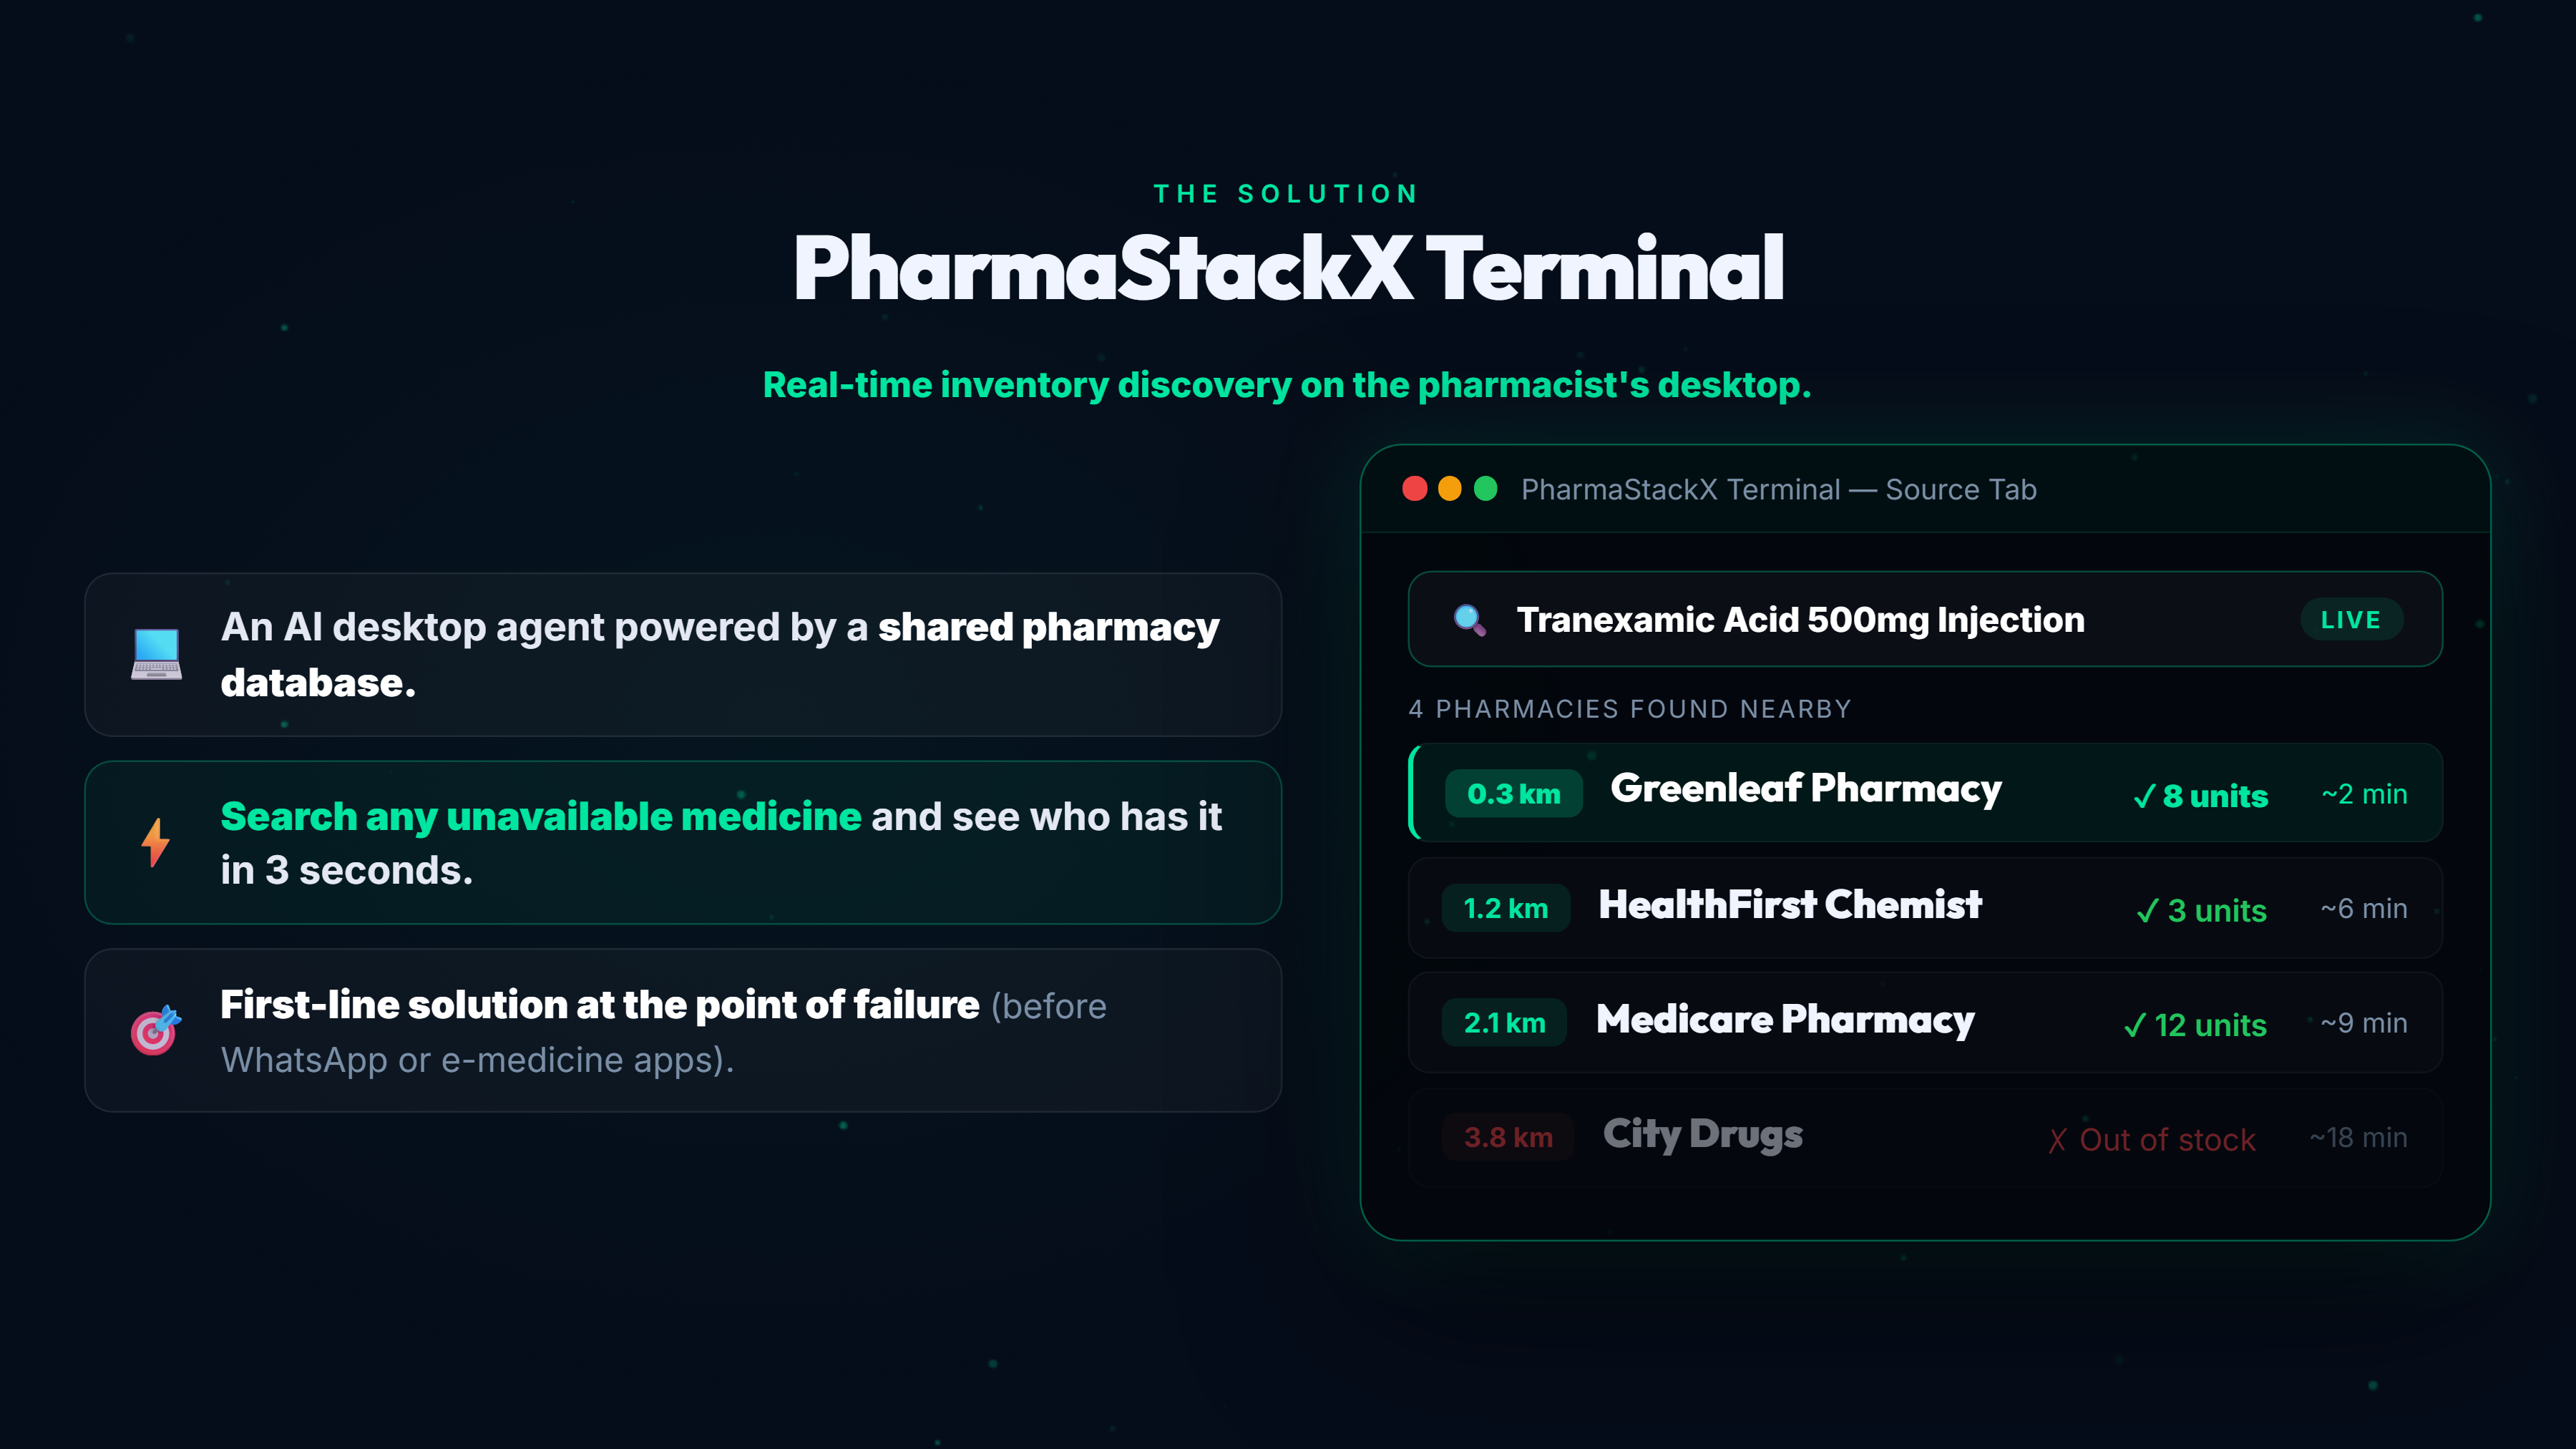 THE SOLUTION
PharmaStackX Terminal
Real-time inventory discovery on the pharmacist's desktop.
An AI desktop agent powered by a shared pharmacy
database.
Search any unavailable medicine and see who has it
in 3 seconds.
First-line solution at the point of failure (before
WhatsApp or e-medicine apps).
PharmaStackX Terminal — Source Tab
Tranexamic Acid 500mg Injection LIVE
4 PHARMACIES FOUND NEARBY
0.3 km Greenleaf Pharmacy ✓ 8 units ~2 min
1.2 km HealthFirst Chemist ✓ 3 units ~6 min
2.1 km Medicare Pharmacy ✓ 12 units ~9 min
3.8 km City Drugs ✗ Out of stock ~18 min